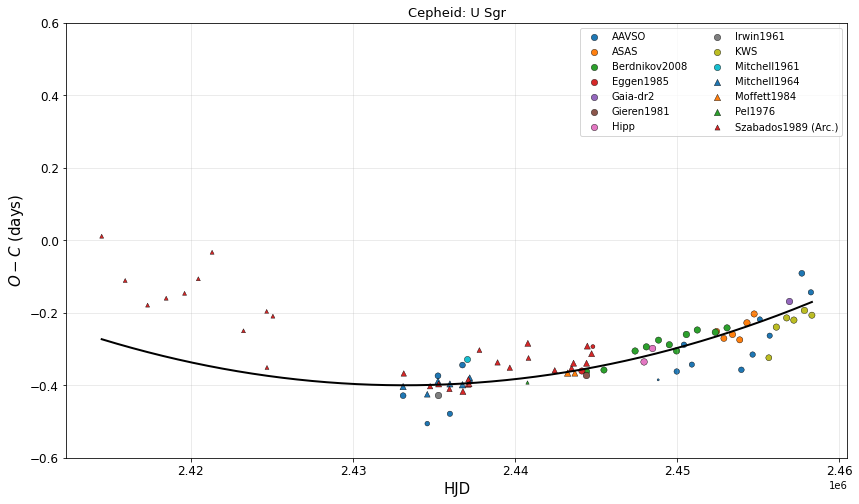 Cepheid: U Sgr
0.6
0.4
0.2
0.0
−0.2
−0.4
−0.6
O − C (days)
AAVSO
ASAS
Berdnikov2008
Eggen1985
Gaia-dr2
Gieren1981
Hipp
Irwin1961
KWS
Mitchell1961
Mitchell1964
Moffett1984
Pel1976
Szabados1989 (Arc.)
2.42
2.43
2.44
2.45
2.46
1e6
HJD